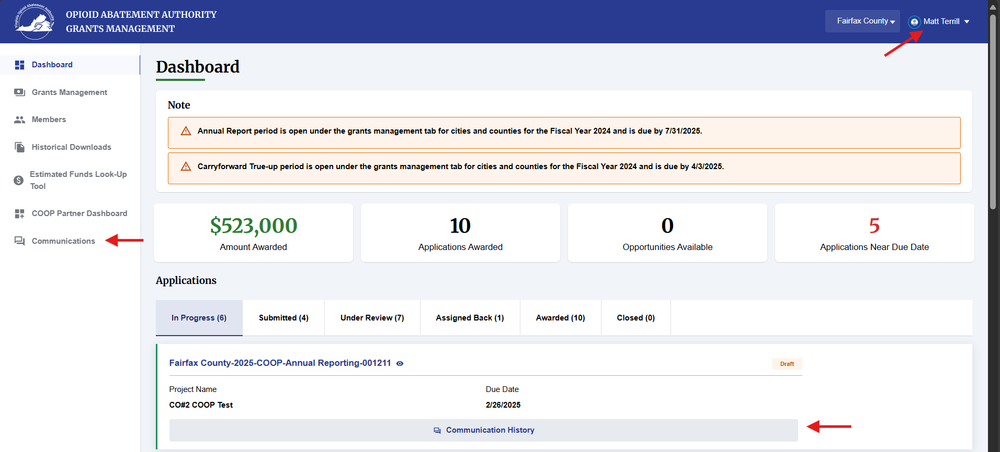 Virginia Opioid Abatement Authority
OPIOID ABATEMENT AUTHORITY
GRANTS MANAGEMENT
Fairfax County
Matt Terrill
Dashboard
Grants Management
Members
Historical Downloads
Estimated Funds Look-Up
Tool
COOP Partner Dashboard
Communications
Dashboard
Note
Annual Report period is open under the grants management tab for cities and counties for the Fiscal Year 2024 and is due by 7/31/2025.
Carryforward True-up period is open under the grants management tab for cities and counties for the Fiscal Year 2024 and is due by 4/3/2025.
$523,000
Amount Awarded
10
Applications Awarded
0
Opportunities Available
5
Applications Near Due Date
Applications
In Progress (6)
Submitted (4)
Under Review (7)
Assigned Back (1)
Awarded (10)
Closed (0)
Fairfax County-2025-COOP-Annual Reporting-001211
Draft
Project Name
Due Date
CO#2 COOP Test
2/26/2025
Communication History